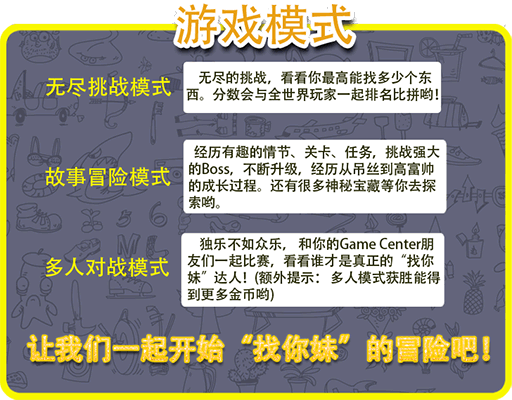 游戏模式
无尽挑战模式
无尽的挑战，看看你最高能找多少个东
西。分数会与全世界玩家一起排名比拼哟!
故事冒险模式
经历有趣的情节、关卡、任务，挑战强大
的Boss，不断升级，经历从吊丝到高富帅
的成长过程。还有很多神秘宝藏等你去探
索哟。
多人对战模式
独乐不如众乐， 和你的Game Center朋
友们一起比赛，看看谁才是真正的“找你
妹”达人！(额外提示： 多人模式获胜能得
到更多金币哟)
让我们一起开始“找你妹”的冒险吧！